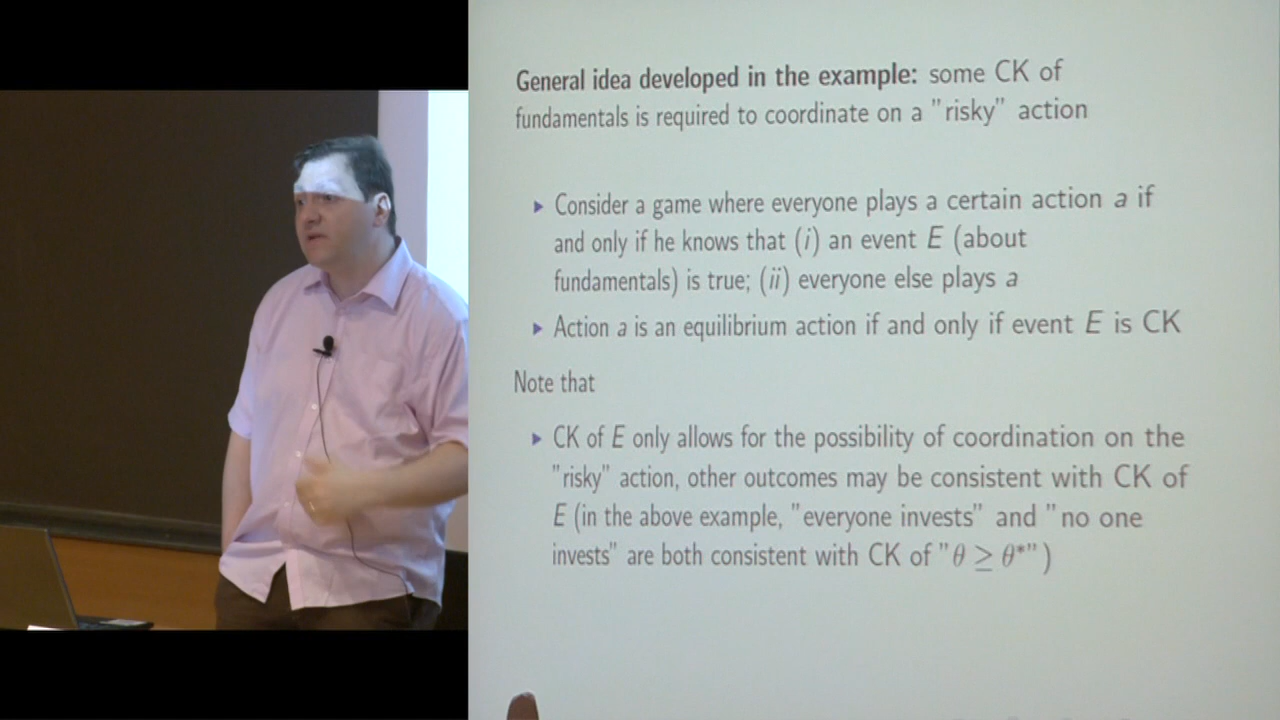 General idea developed in the example: some CK of
fundamentals is required to coordinate on a "risky" action
▸ Consider a game where everyone plays a certain action a if
and only if he knows that (i) an event E (about
fundamentals) is true; (ii) everyone else plays a
▸ Action a is an equilibrium action if and only if event E is CK
Note that
▸ CK of E only allows for the possibility of coordination on the
"risky" action, other outcomes may be consistent with CK of
E (in the above example, "everyone invests" and "no one
invests" are both consistent with CK of "θ ≥ θ*")